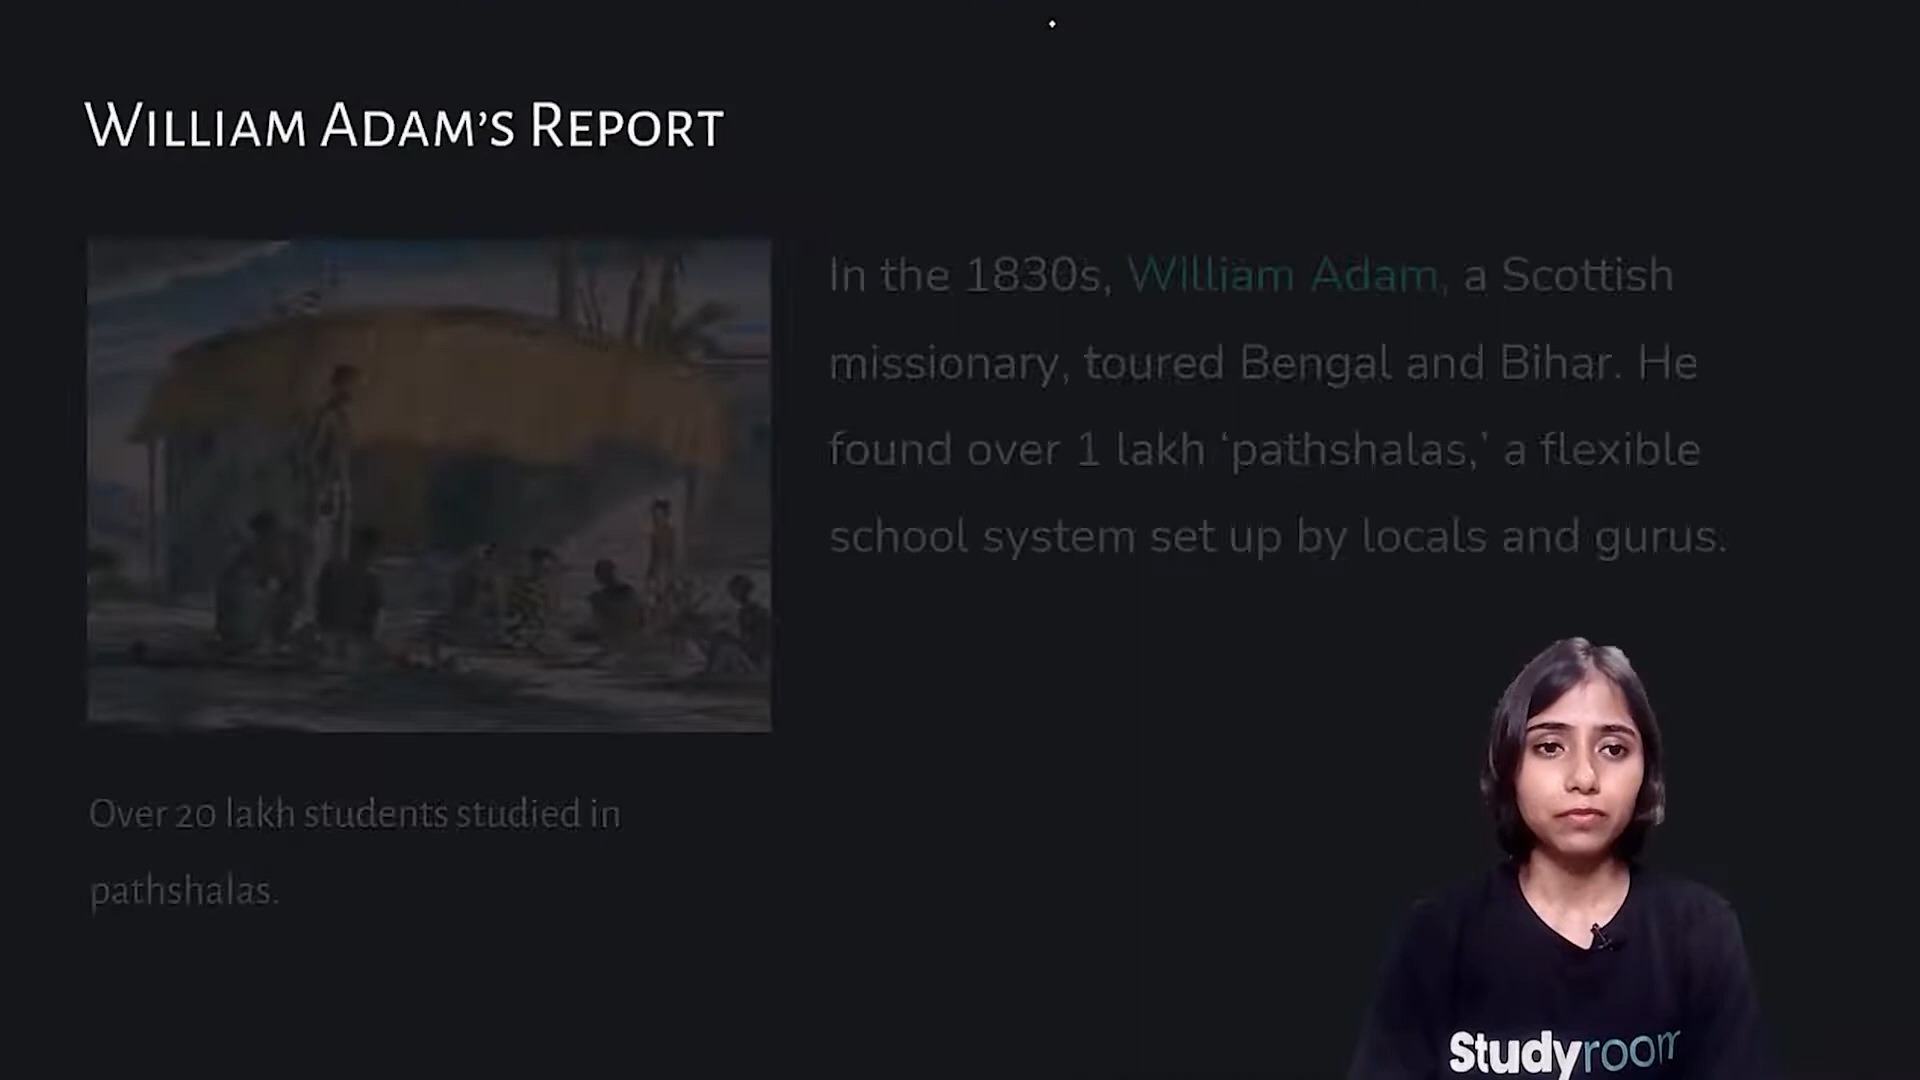 WILLIAM ADAM’S REPORT
In the 1830s, WIlliam Adam, a Scottish
missionary, toured Bengal and Bihar. He
found over 1 lakh ‘pathshalas,’ a flexible
school system set up by locals and gurus.
Over 20 lakh students studied in
pathshalas.
Studyroom